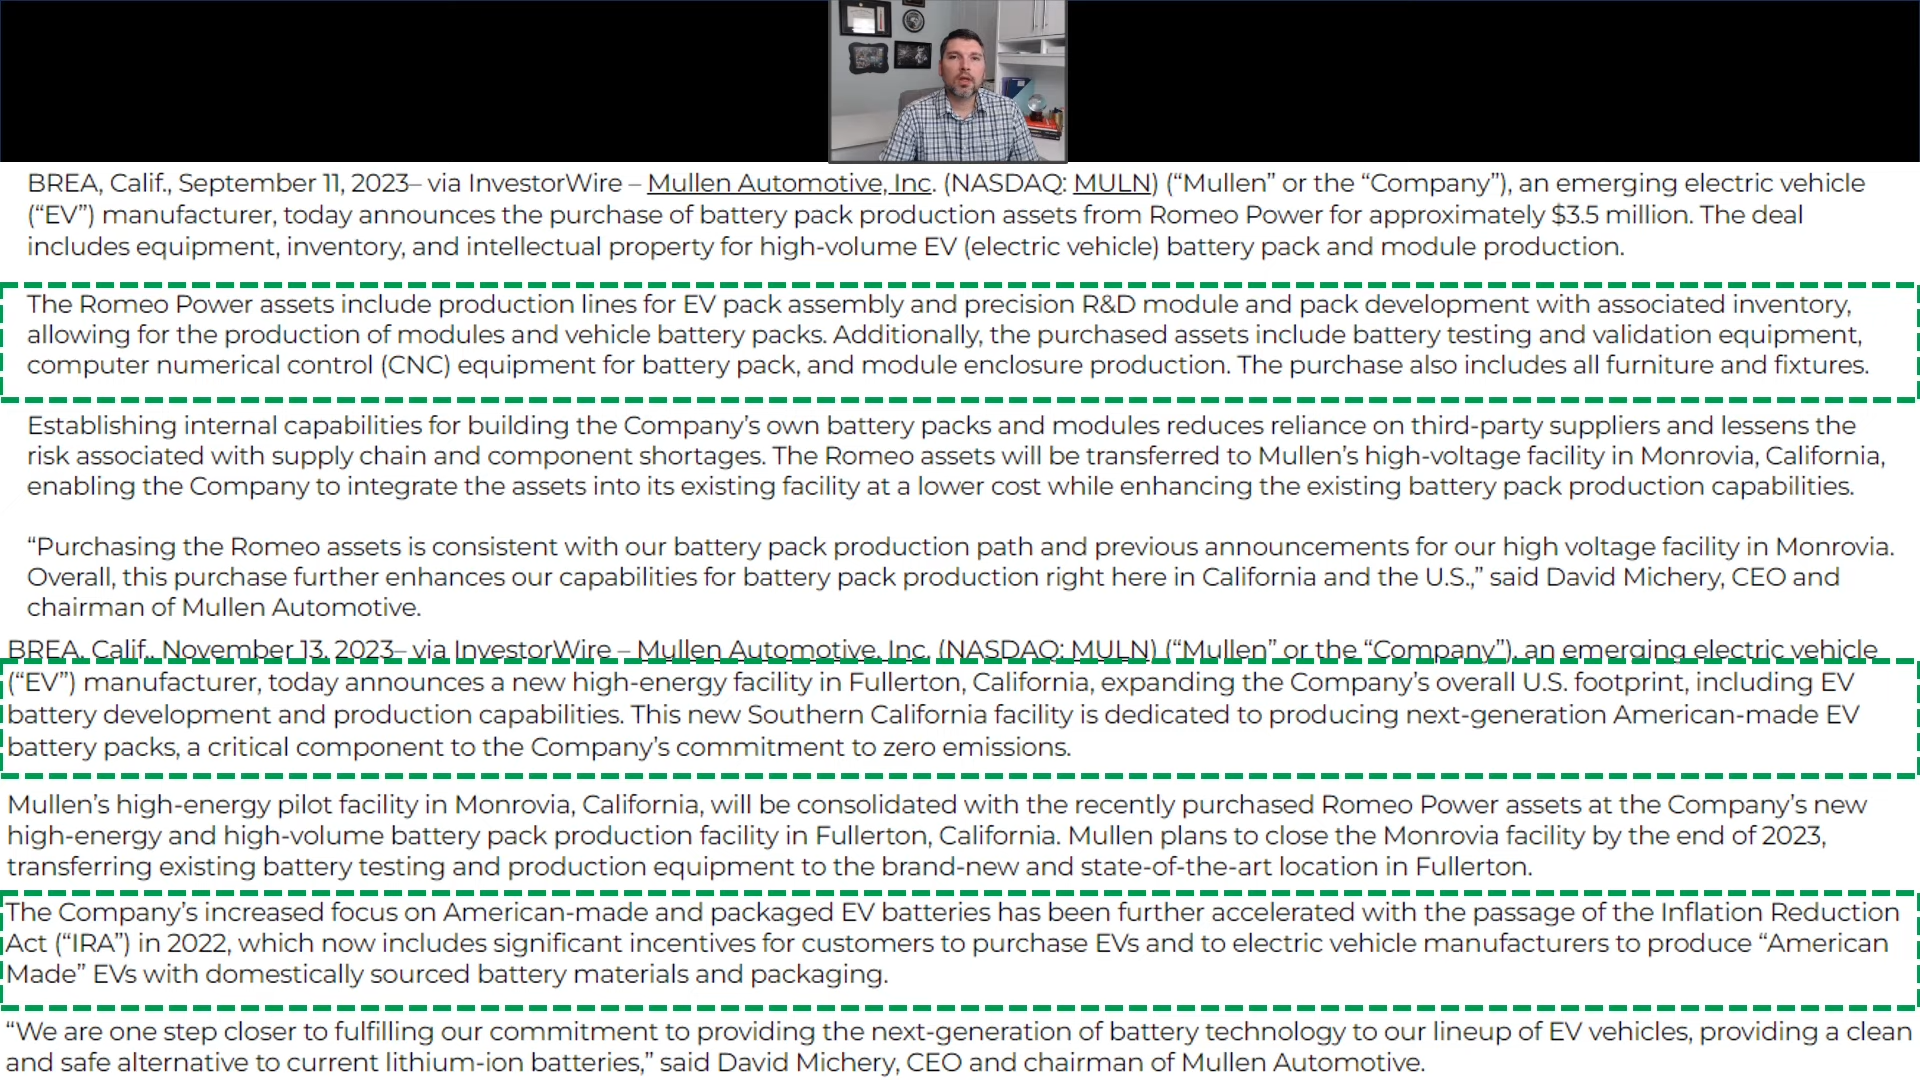 BREA, Calif., September 11, 2023– via InvestorWire – Mullen Automotive, Inc. (NASDAQ: MULN) (“Mullen” or the “Company”), an emerging electric vehicle
(“EV”) manufacturer, today announces the purchase of battery pack production assets from Romeo Power for approximately $3.5 million. The deal
includes equipment, inventory, and intellectual property for high-volume EV (electric vehicle) battery pack and module production.
The Romeo Power assets include production lines for EV pack assembly and precision R&D module and pack development with associated inventory,
allowing for the production of modules and vehicle battery packs. Additionally, the purchased assets include battery testing and validation equipment,
computer numerical control (CNC) equipment for battery pack, and module enclosure production. The purchase also includes all furniture and fixtures.
Establishing internal capabilities for building the Company’s own battery packs and modules reduces reliance on third-party suppliers and lessens the
risk associated with supply chain and component shortages. The Romeo assets will be transferred to Mullen’s high-voltage facility in Monrovia, California,
enabling the Company to integrate the assets into its existing facility at a lower cost while enhancing the existing battery pack production capabilities.
“Purchasing the Romeo assets is consistent with our battery pack production path and previous announcements for our high voltage facility in Monrovia.
Overall, this purchase further enhances our capabilities for battery pack production right here in California and the U.S.,” said David Michery, CEO and
chairman of Mullen Automotive.
BREA, Calif., November 13, 2023– via InvestorWire – Mullen Automotive, Inc. (NASDAQ: MULN) (“Mullen” or the “Company”), an emerging electric vehicle
(“EV”) manufacturer, today announces a new high-energy facility in Fullerton, California, expanding the Company’s overall U.S. footprint, including EV
battery development and production capabilities. This new Southern California facility is dedicated to producing next-generation American-made EV
battery packs, a critical component to the Company’s commitment to zero emissions.
Mullen’s high-energy pilot facility in Monrovia, California, will be consolidated with the recently purchased Romeo Power assets at the Company’s new
high-energy and high-volume battery pack production facility in Fullerton, California. Mullen plans to close the Monrovia facility by the end of 2023,
transferring existing battery testing and production equipment to the brand-new and state-of-the-art location in Fullerton.
The Company’s increased focus on American-made and packaged EV batteries has been further accelerated with the passage of the Inflation Reduction
Act (“IRA”) in 2022, which now includes significant incentives for customers to purchase EVs and to electric vehicle manufacturers to produce “American
Made” EVs with domestically sourced battery materials and packaging.
“We are one step closer to fulfilling our commitment to providing the next-generation of battery technology to our lineup of EV vehicles, providing a clean
and safe alternative to current lithium-ion batteries,” said David Michery, CEO and chairman of Mullen Automotive.